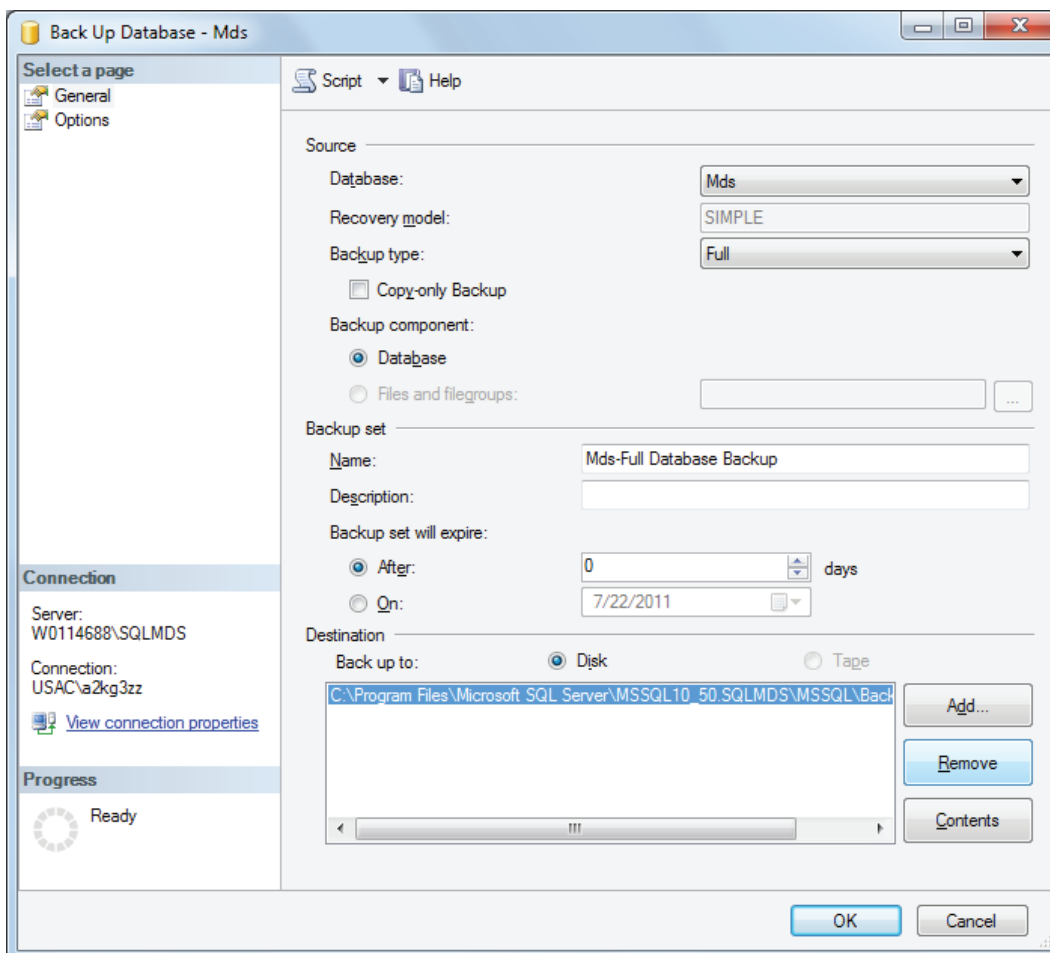 Back Up Database - Mds
Select a page
General
Options
Script
Help
Source
Database:
Mds
Recovery model:
SIMPLE
Backup type:
Full
Copy-only Backup
Backup component:
Database
Files and filegroups:
...
Backup set
Name:
Mds-Full Database Backup
Description:
Backup set will expire:
After:
0
days
On:
7/22/2011
Destination
Back up to:
Disk
Tape
C:\Program Files\Microsoft SQL Server\MSSQL10_50.SQLMDS\MSSQL\Back
Add...
Remove
Contents
Connection
Server:
W0114688\SQLMDS
Connection:
USAC\a2kg3zz
View connection properties
Progress
Ready
OK
Cancel